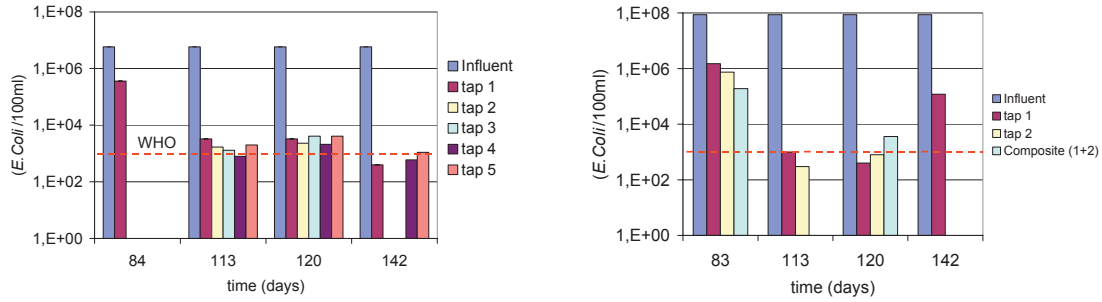 1,E+08
1,E+06
1,E+04
1,E+02
1,E+00
(E.Coli/100ml)
WHO
84
113
120
142
time (days)
Influent
tap 1
tap 2
tap 3
tap 4
tap 5
1,E+08
1,E+06
1,E+04
1,E+02
1,E+00
(E.Coli/100ml)
83
113
120
142
time (days)
Influent
tap 1
tap 2
Composite (1+2)